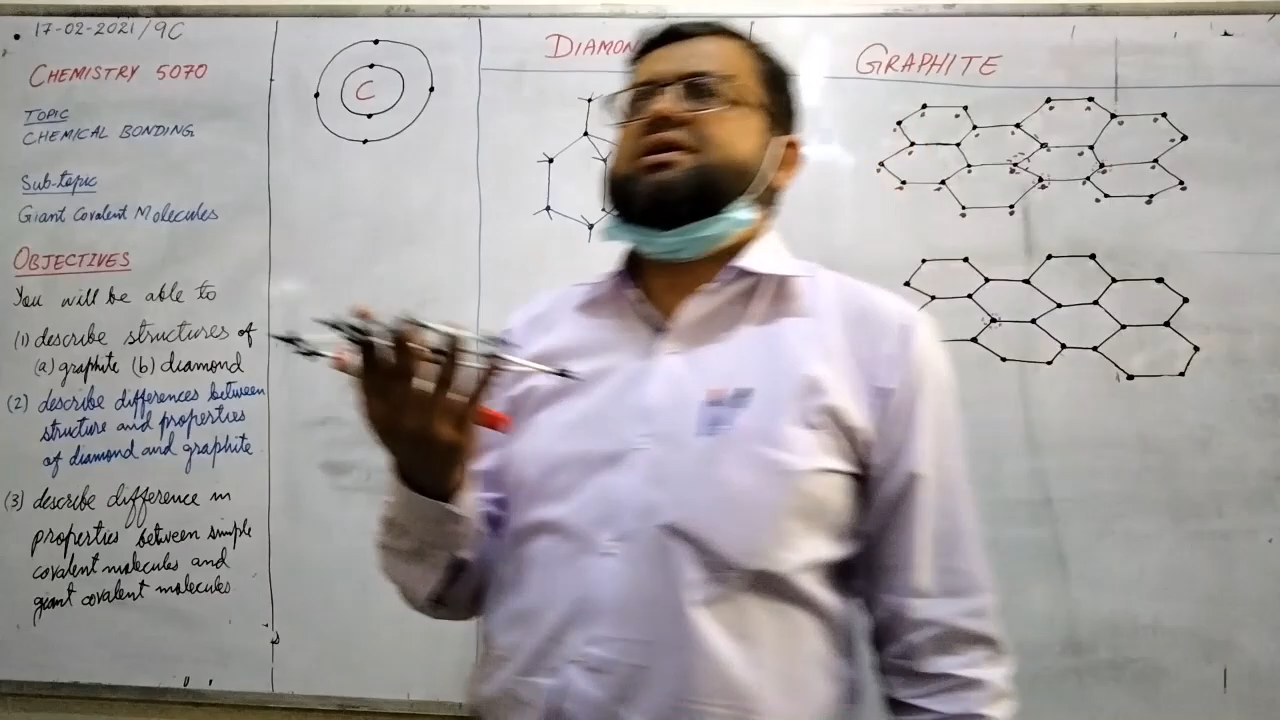 17-02-2021/9C
CHEMISTRY 5070
TOPIC
CHEMICAL BONDING
Sub-topic
Giant Covalent Molecules
OBJECTIVES
You will be able to
(1) describe structures of
(a) graphite (b) diamond
(2) describe differences between
structure and properties
of diamond and graphite
(3) describe difference in
properties between simple
covalent molecules and
giant covalent molecules
C
DIAMON
GRAPHITE